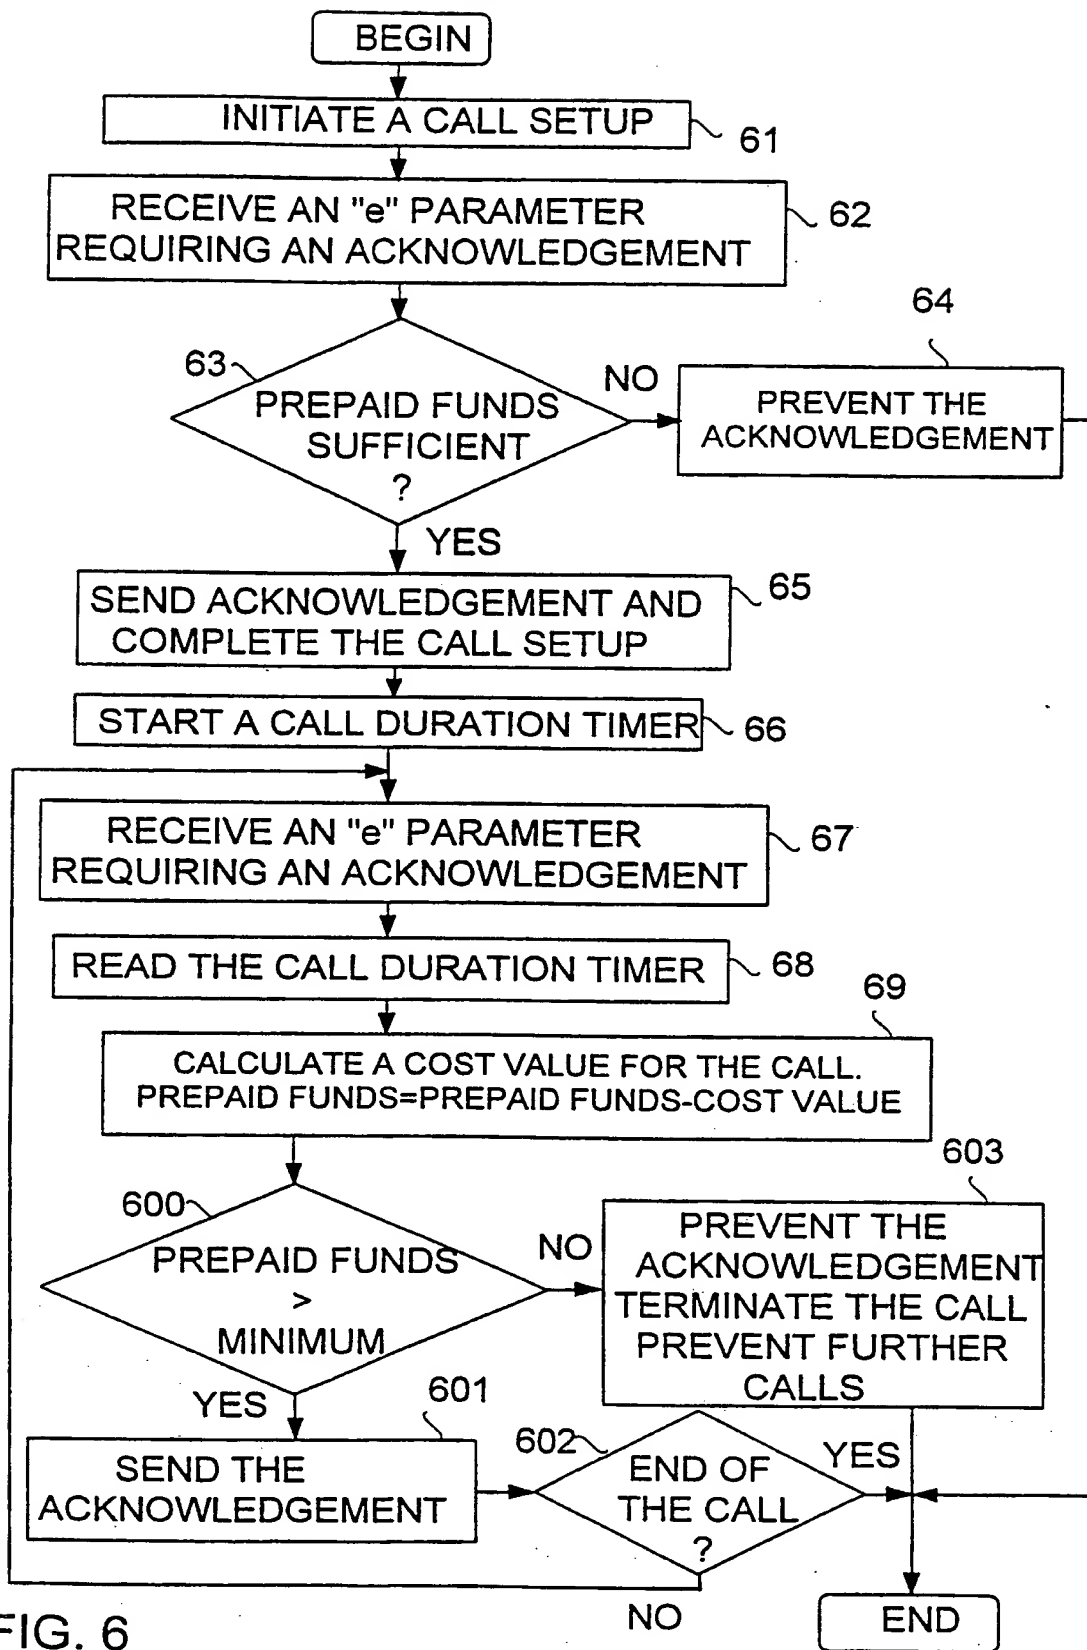 BEGIN
INITIATE A CALL SETUP
61
RECEIVE AN "e" PARAMETER
REQUIRING AN ACKNOWLEDGEMENT
62
63
PREPAID FUNDS
SUFFICIENT
?
NO
64
PREVENT THE
ACKNOWLEDGEMENT
YES
SEND ACKNOWLEDGEMENT AND
COMPLETE THE CALL SETUP
65
START A CALL DURATION TIMER
66
RECEIVE AN "e" PARAMETER
REQUIRING AN ACKNOWLEDGEMENT
67
READ THE CALL DURATION TIMER
68
69
CALCULATE A COST VALUE FOR THE CALL.
PREPAID FUNDS=PREPAID FUNDS-COST VALUE
600
PREPAID FUNDS
>
MINIMUM
NO
603
PREVENT THE
ACKNOWLEDGEMENT
TERMINATE THE CALL
PREVENT FURTHER
CALLS
YES
601
SEND THE
ACKNOWLEDGEMENT
602
END OF
THE CALL
?
YES
NO
END
FIG. 6